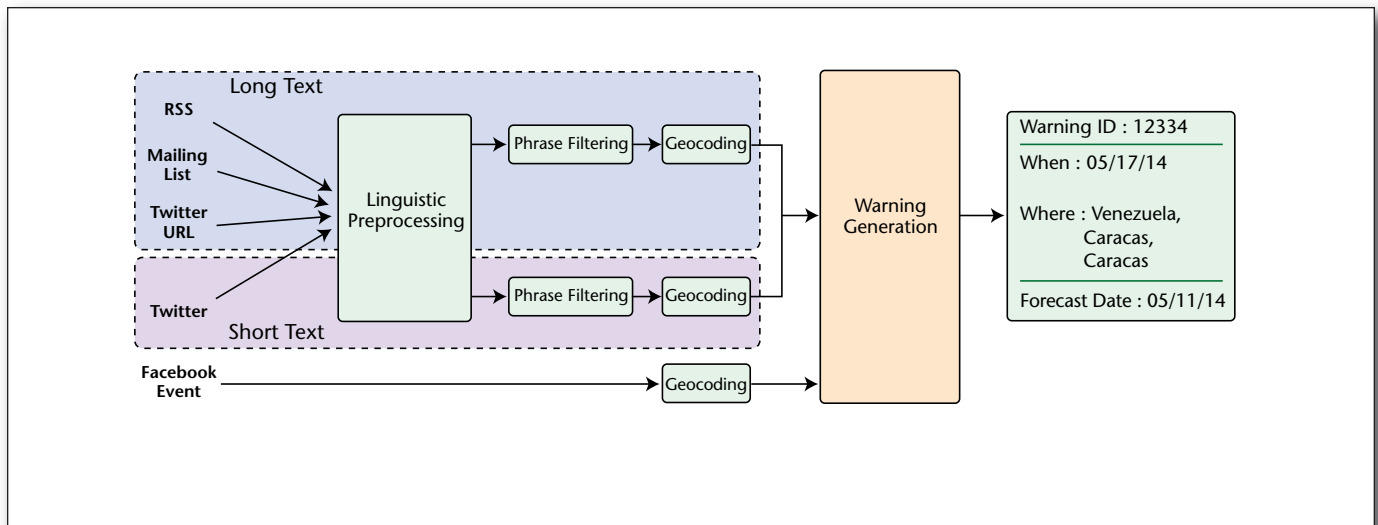 Long Text
RSS
Mailing
List
Twitter
URL
Linguistic
Preprocessing
Phrase Filtering
Geocoding
Twitter
Short Text
Phrase Filtering
Geocoding
Facebook
Event
Geocoding
Warning
Generation
Warning ID : 12334
When : 05/17/14
Where : Venezuela,
Caracas,
Caracas
Forecast Date : 05/11/14